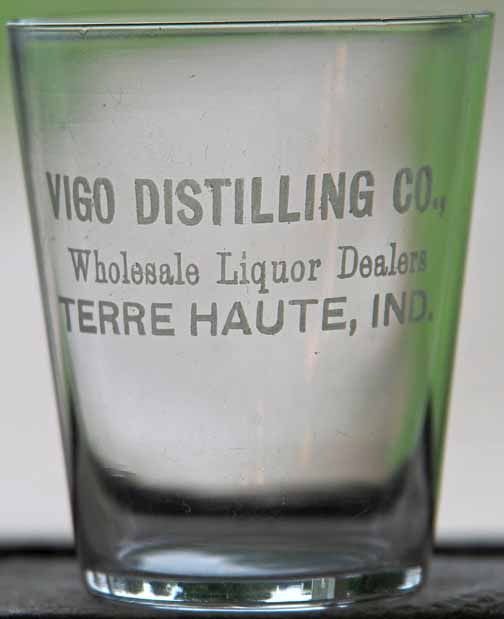 VIGO DISTILLING CO.,
Wholesale Liquor Dealers
TERRE HAUTE, IND.